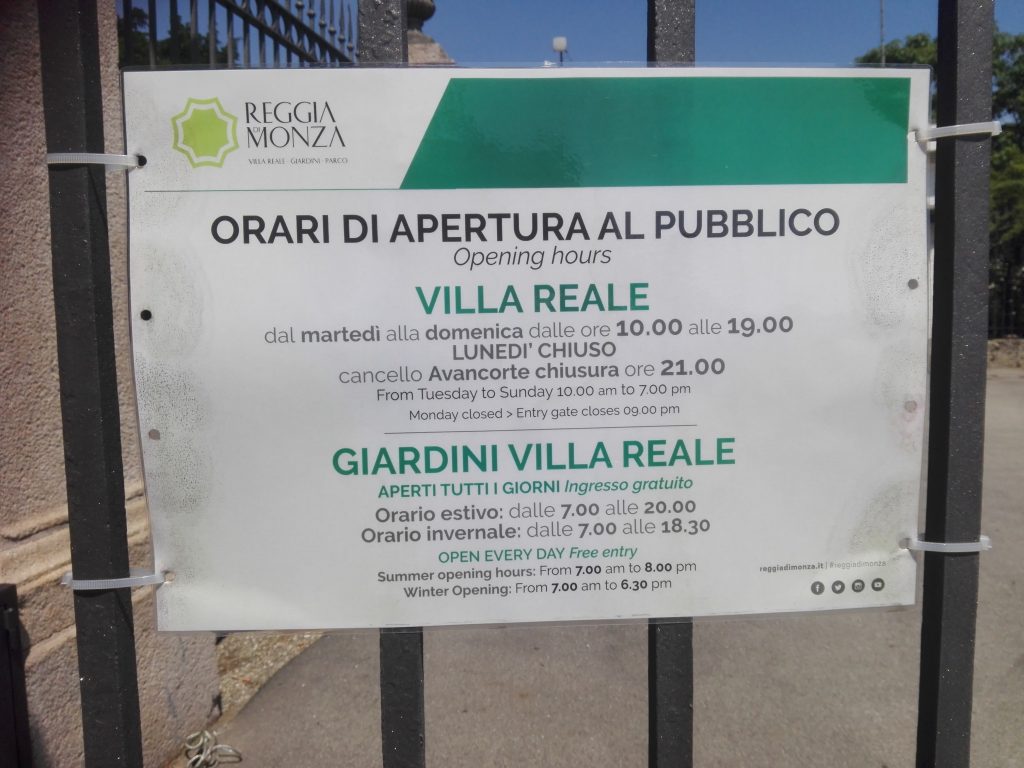 REGGIA
DI
MONZA
VILLA REALE · GIARDINI · PARCO
ORARI DI APERTURA AL PUBBLICO
Opening hours
VILLA REALE
dal martedì alla domenica dalle ore 10.00 alle 19.00
LUNEDI' CHIUSO
cancello Avancorte chiusura ore 21.00
From Tuesday to Sunday 10.00 am to 7.00 pm
Monday closed > Entry gate closes 09.00 pm
GIARDINI VILLA REALE
APERTI TUTTI I GIORNI Ingresso gratuito
Orario estivo: dalle 7.00 alle 20.00
Orario invernale: dalle 7.00 alle 18.30
OPEN EVERY DAY Free entry
Summer opening hours: From 7.00 am to 8.00 pm
Winter Opening: From 7.00 am to 6.30 pm
reggiadimonza.it | #reggiadimonza